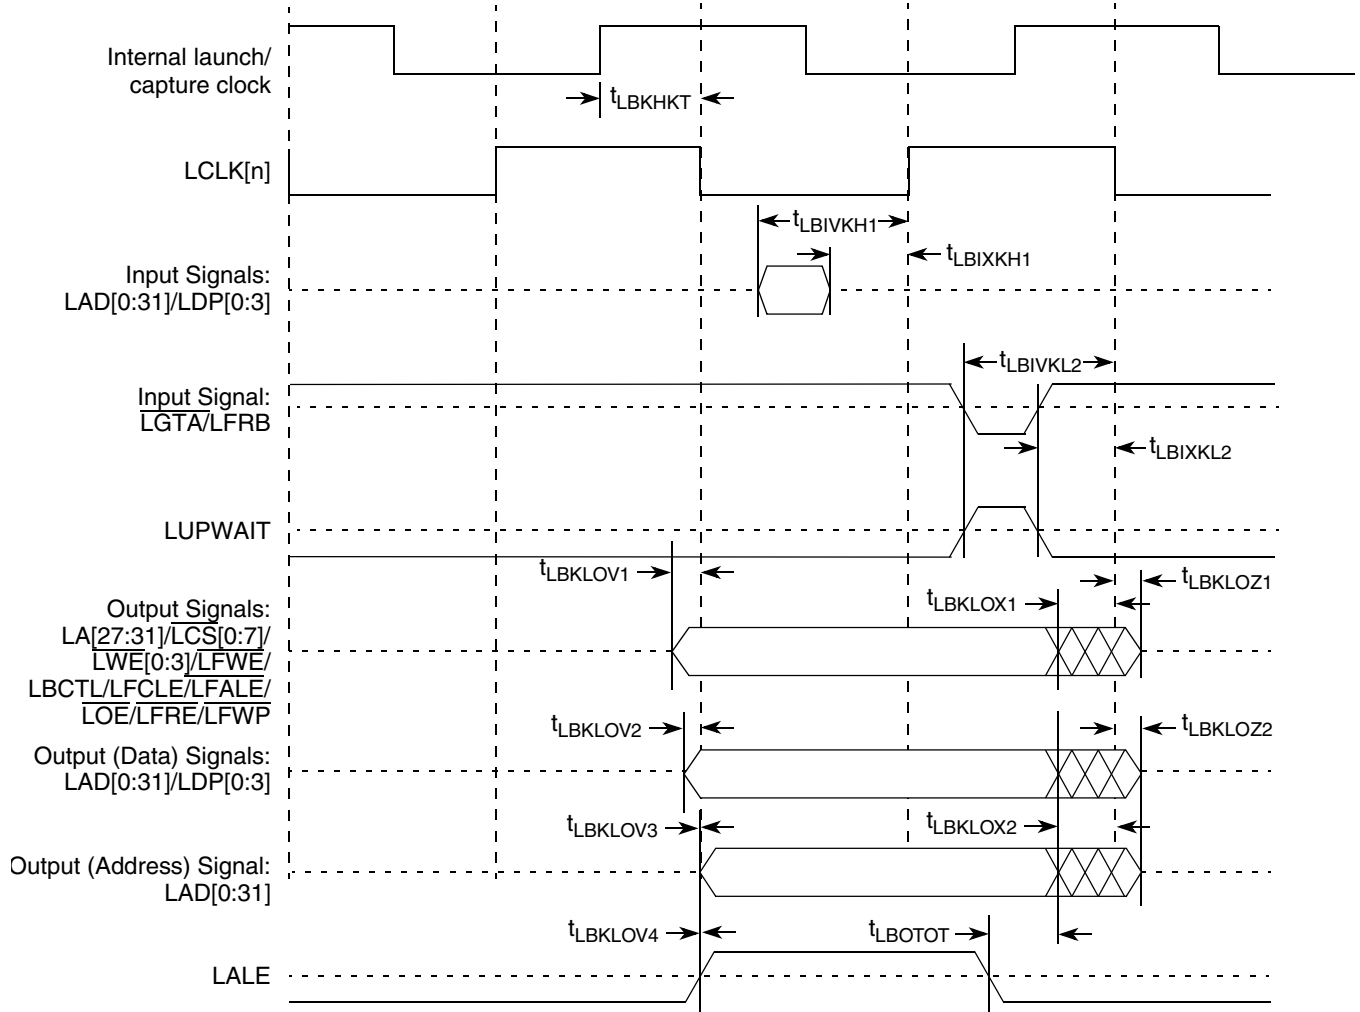 Internal launch/
capture clock
tLBKHKT
LCLK[n]
tLBIVKH1
tLBIXKH1
Input Signals:
LAD[0:31]/LDP[0:3]
tLBIVKL2
Input Signal:
LGTA/LFRB
tLBIXKL2
LUPWAIT
tLBKLOV1
tLBKLOZ1
tLBKLOX1
Output Signals:
LA[27:31]/LCS[0:7]/
LWE[0:3]/LFWE/
LBCTL/LFCLE/LFALE/
LOE/LFRE/LFWP
tLBKLOV2
tLBKLOZ2
Output (Data) Signals:
LAD[0:31]/LDP[0:3]
tLBKLOV3
tLBKLOX2
Output (Address) Signal:
LAD[0:31]
tLBKLOV4
tLBOTOT
LALE